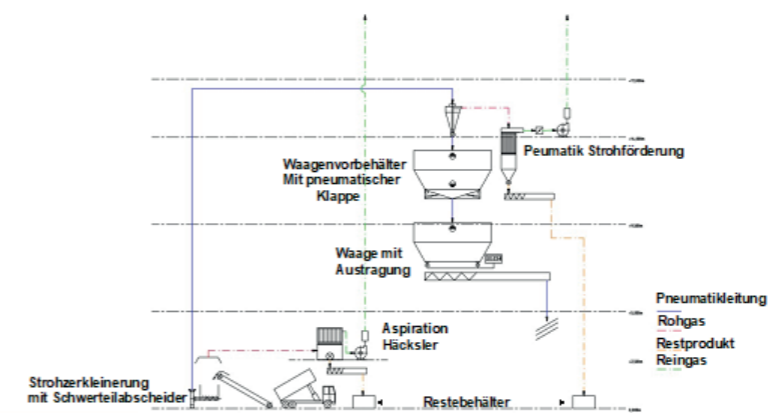 Peumatik Strohförderung
Waagenvorbehälter
Mit pneumatischer
Klappe
Waage mit
Austragung
Pneumatikleitung
Rohgas
Restprodukt
Reingas
Aspiration
Häcksler
Strohzerkleinerung
mit Schwerteilabscheider
Restebehälter